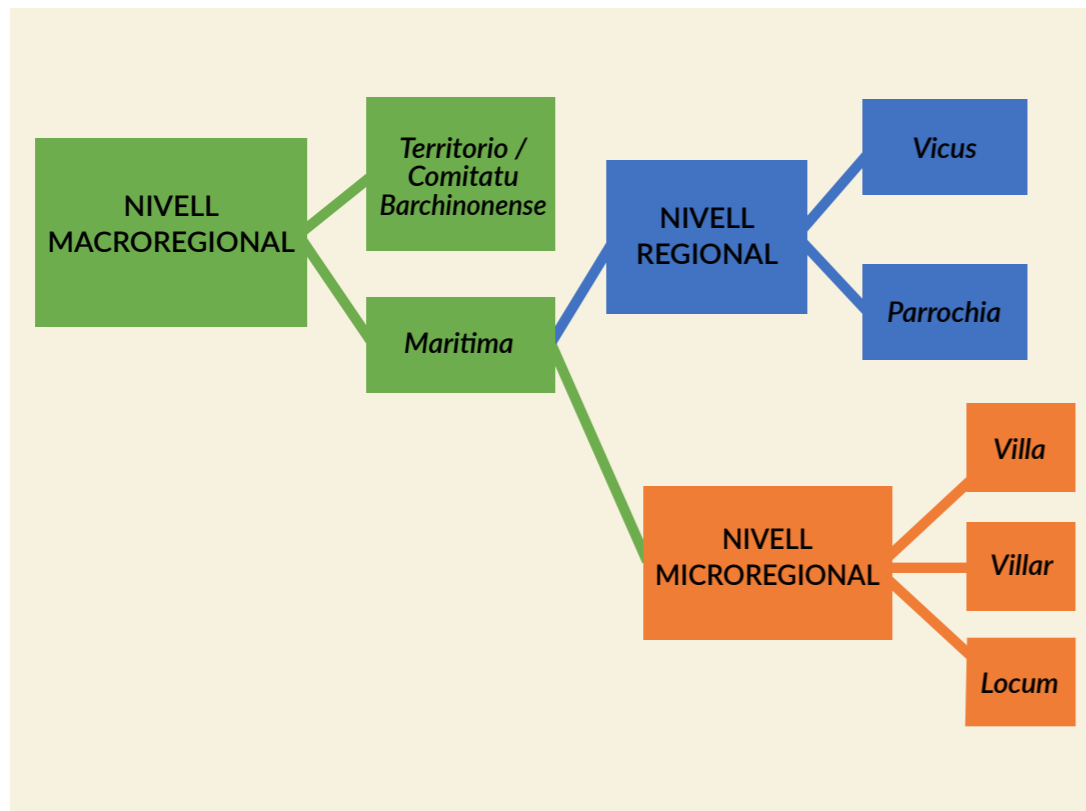 NIVELL
MACROREGIONAL
Territorio /
Comitatu
Barchinonense
Maritima
NIVELL
REGIONAL
Vicus
Parrochia
NIVELL
MICROREGIONAL
Villa
Villar
Locum